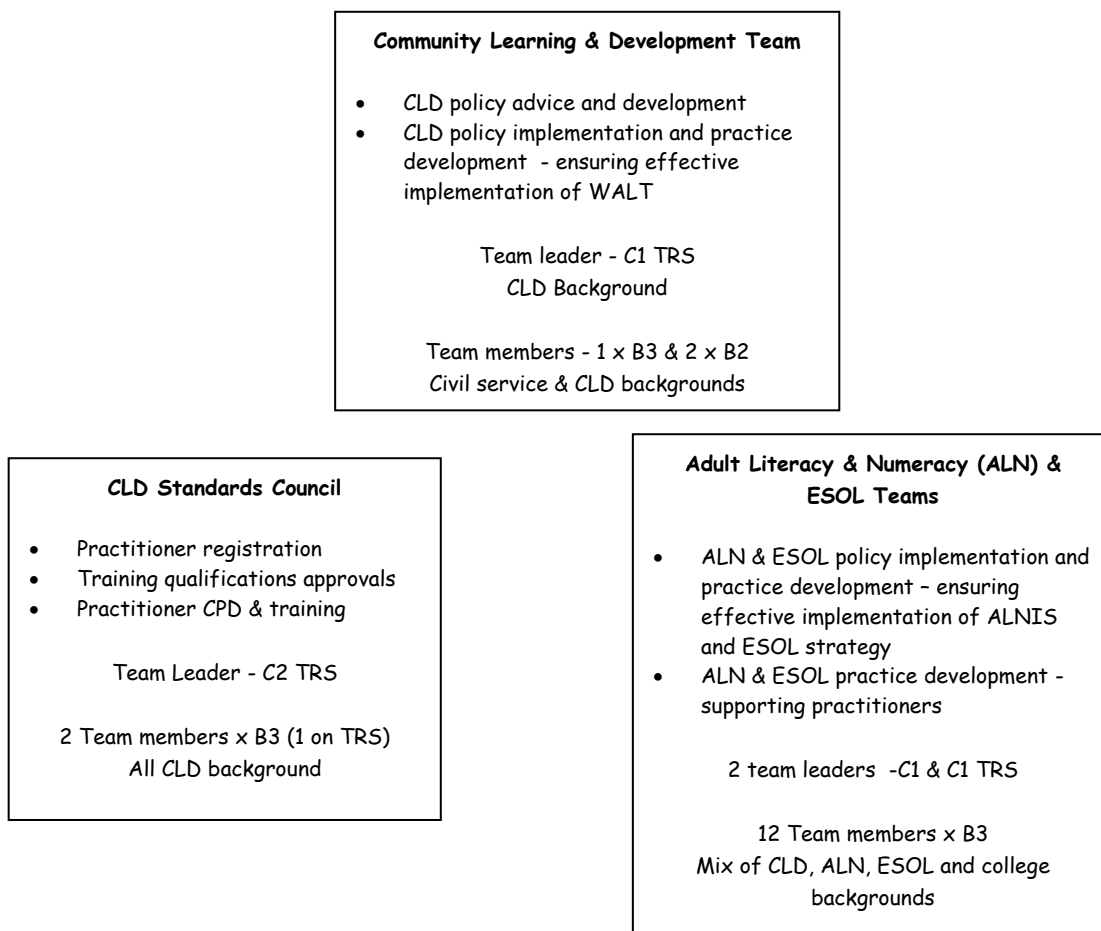 Community Learning & Development Team
• CLD policy advice and development
• CLD policy implementation and practice
development - ensuring effective
implementation of WALT
Team leader - C1 TRS
CLD Background
Team members - 1 x B3 & 2 x B2
Civil service & CLD backgrounds
CLD Standards Council
• Practitioner registration
• Training qualifications approvals
• Practitioner CPD & training
Team Leader - C2 TRS
2 Team members x B3 (1 on TRS)
All CLD background
Adult Literacy & Numeracy (ALN) &
ESOL Teams
• ALN & ESOL policy implementation and
practice development – ensuring
effective implementation of ALNIS
and ESOL strategy
• ALN & ESOL practice development -
supporting practitioners
2 team leaders -C1 & C1 TRS
12 Team members x B3
Mix of CLD, ALN, ESOL and college
backgrounds